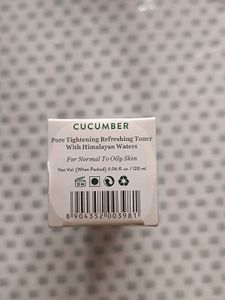 CUCUMBER
Pore Tightening Refreshing Toner
With Himalayan Waters
For Normal To Oily Skin
Net Vol. (When Packed) 4.06 fl. oz. / 120 ml
8 904352 003981